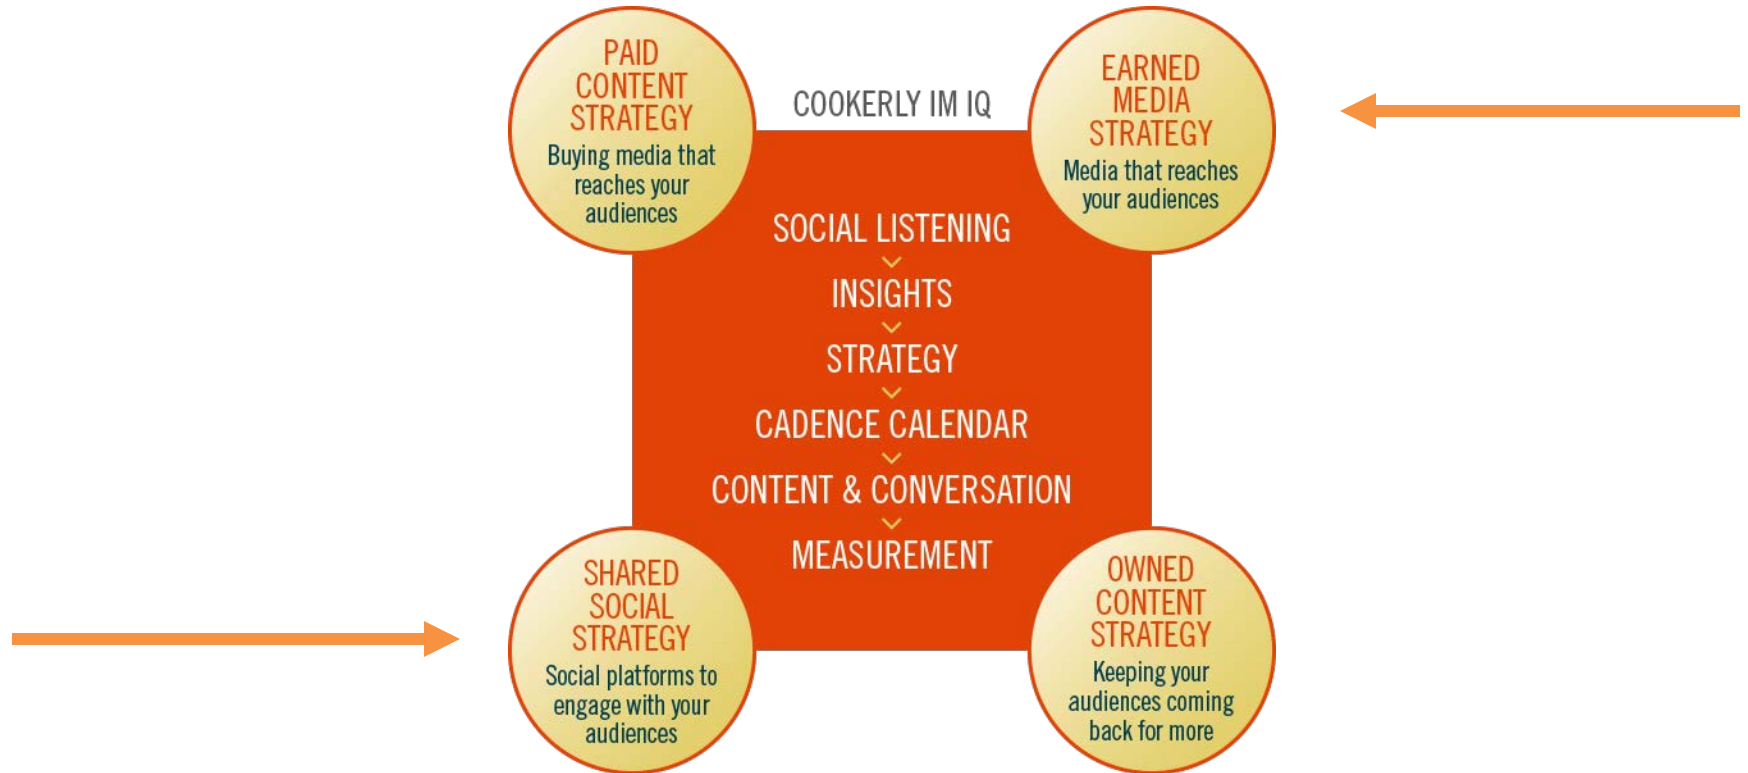 PAID
CONTENT
STRATEGY
Buying media that
reaches your
audiences
COOKERLY IM IQ
EARNED
MEDIA
STRATEGY
Media that reaches
your audiences
SOCIAL LISTENING
INSIGHTS
STRATEGY
CADENCE CALENDAR
CONTENT & CONVERSATION
MEASUREMENT
SHARED
SOCIAL
STRATEGY
Social platforms to
engage with your
audiences
OWNED
CONTENT
STRATEGY
Keeping your
audiences coming
back for more